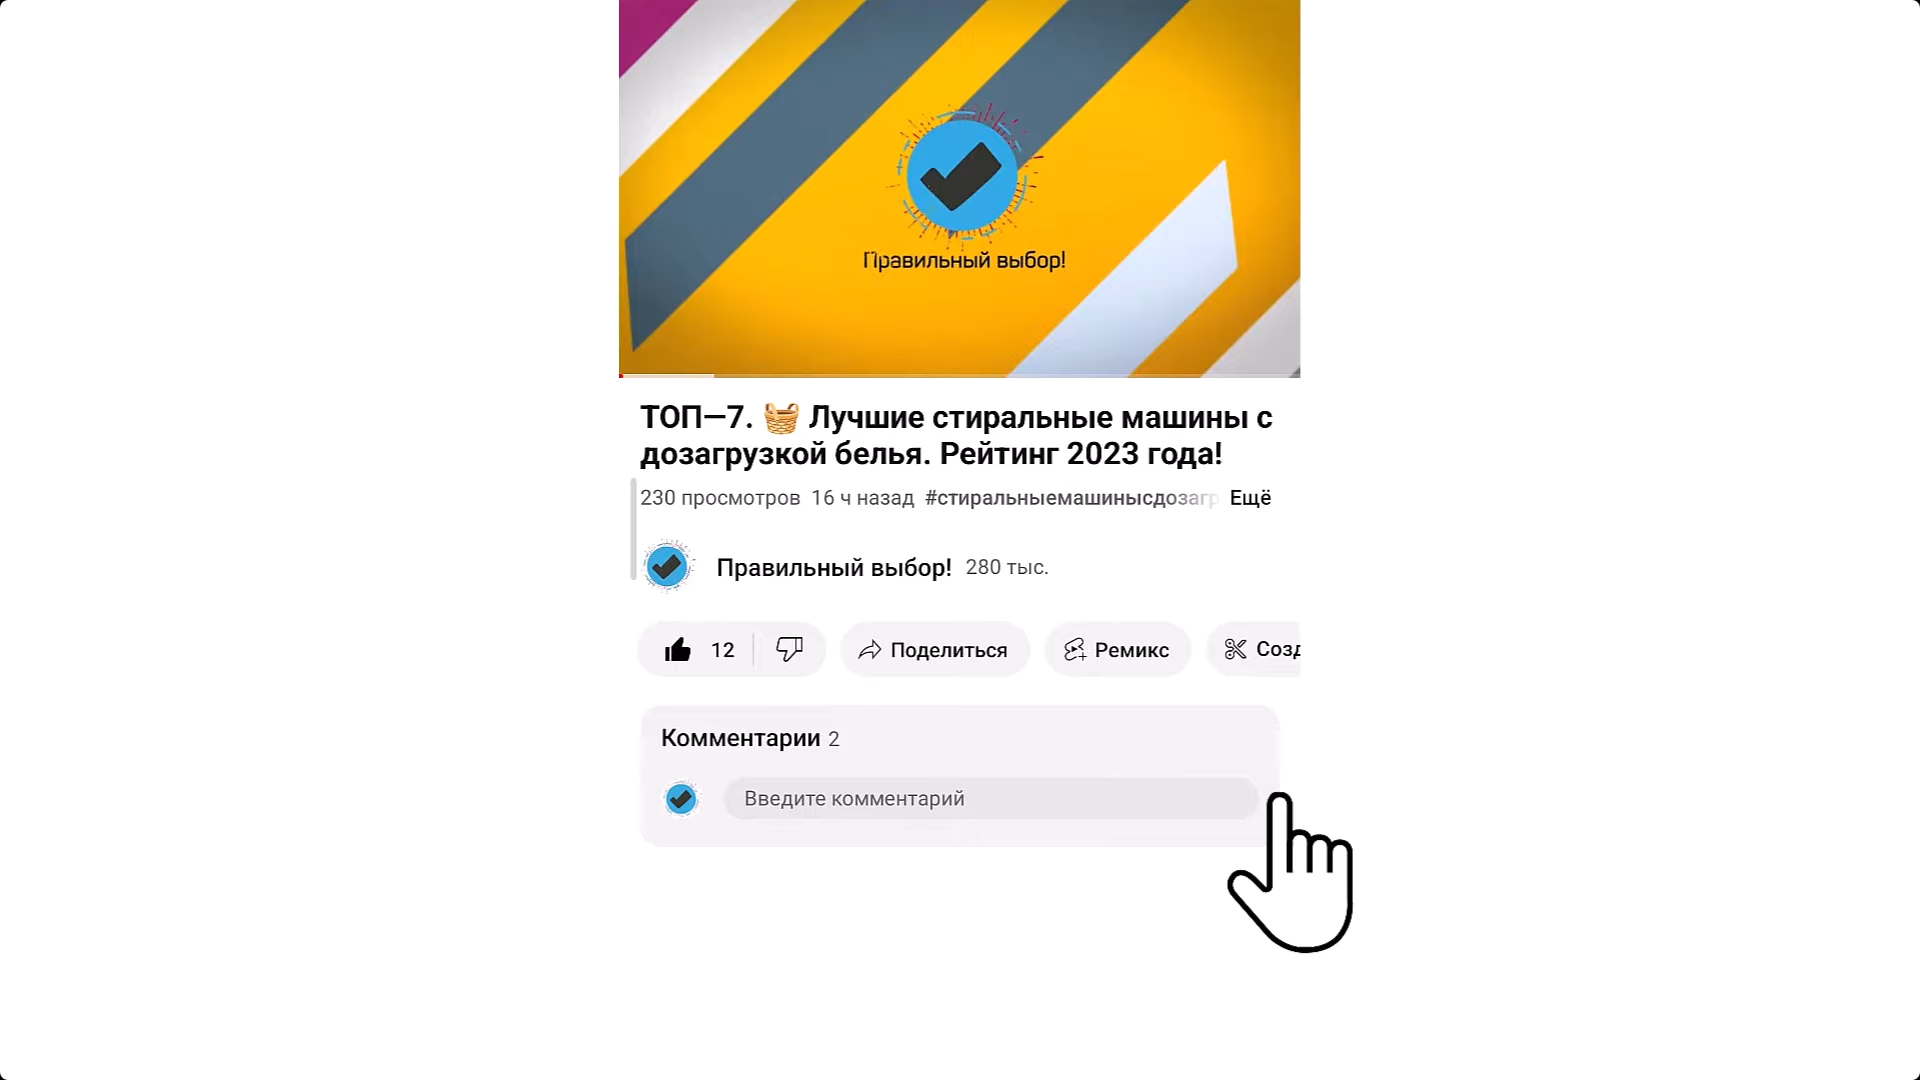 Правильный выбор!
ТОП—7. 🧺 Лучшие стиральные машины с
дозагрузкой белья. Рейтинг 2023 года!
230 просмотров 16 ч назад #стиральныемашинысдозагр Ещё
Правильный выбор! 280 тыс.
12 Поделиться Ремикс Созд
Комментарии 2
Введите комментарий